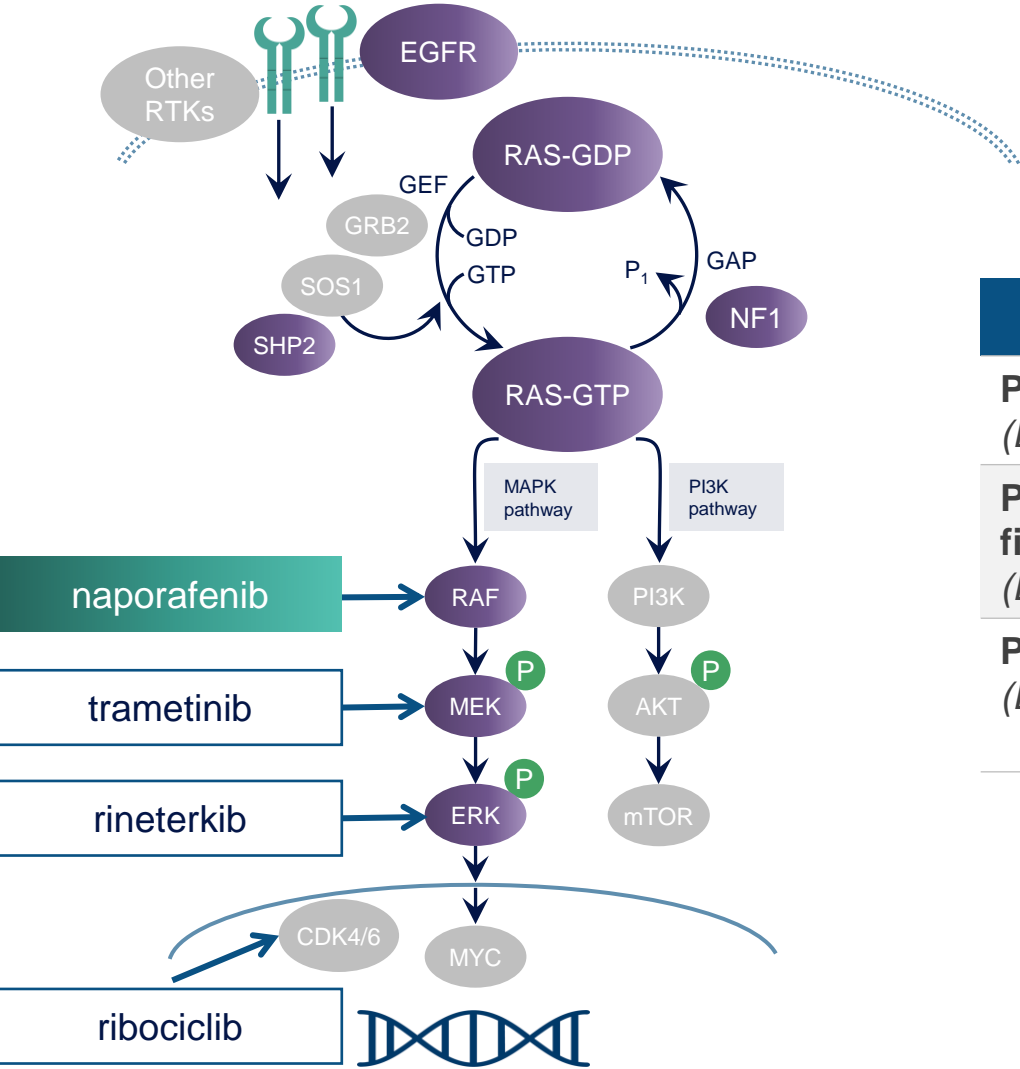 EGFR
Other
RTKs
RAS-GDP
GEF
GRB2
GDP
GTP
SOS1
SHP2
P1
GAP
NF1
RAS-GTP
MAPK
pathway
PI3K
pathway
naporafenib
RAF
PI3K
P
P
trametinib
MEK
AKT
P
rineterkib
ERK
mTOR
CDK4/6
MYC
ribociclib
P
P
fi
P